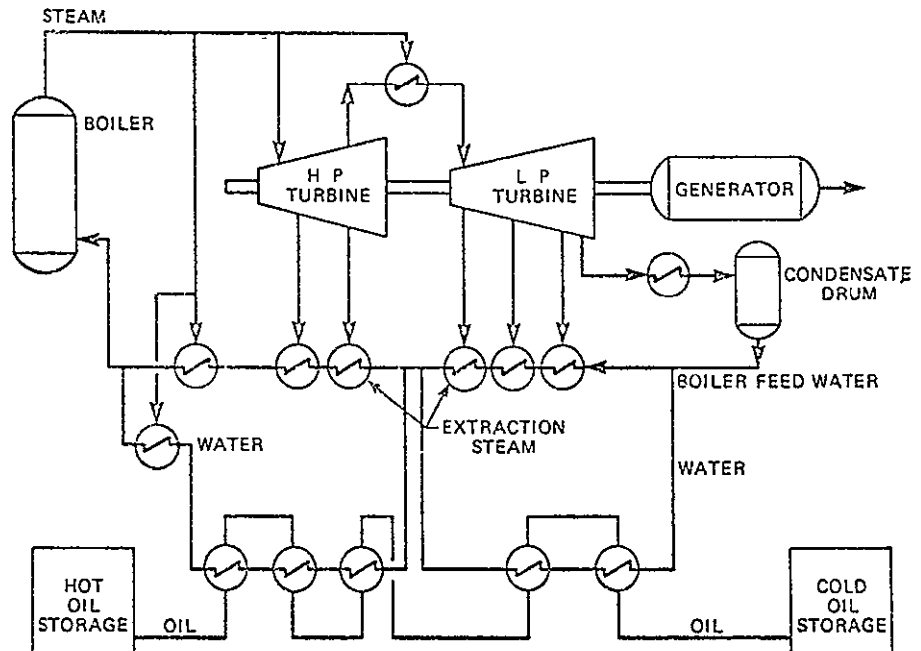 STEAM
BOILER
H P
TURBINE
L P
TURBINE
GENERATOR
CONDENSATE
DRUM
BOILER FEED WATER
EXTRACTION
STEAM
WATER
WATER
HOT
OIL
STORAGE
OIL
OIL
COLD
OIL
STORAGE